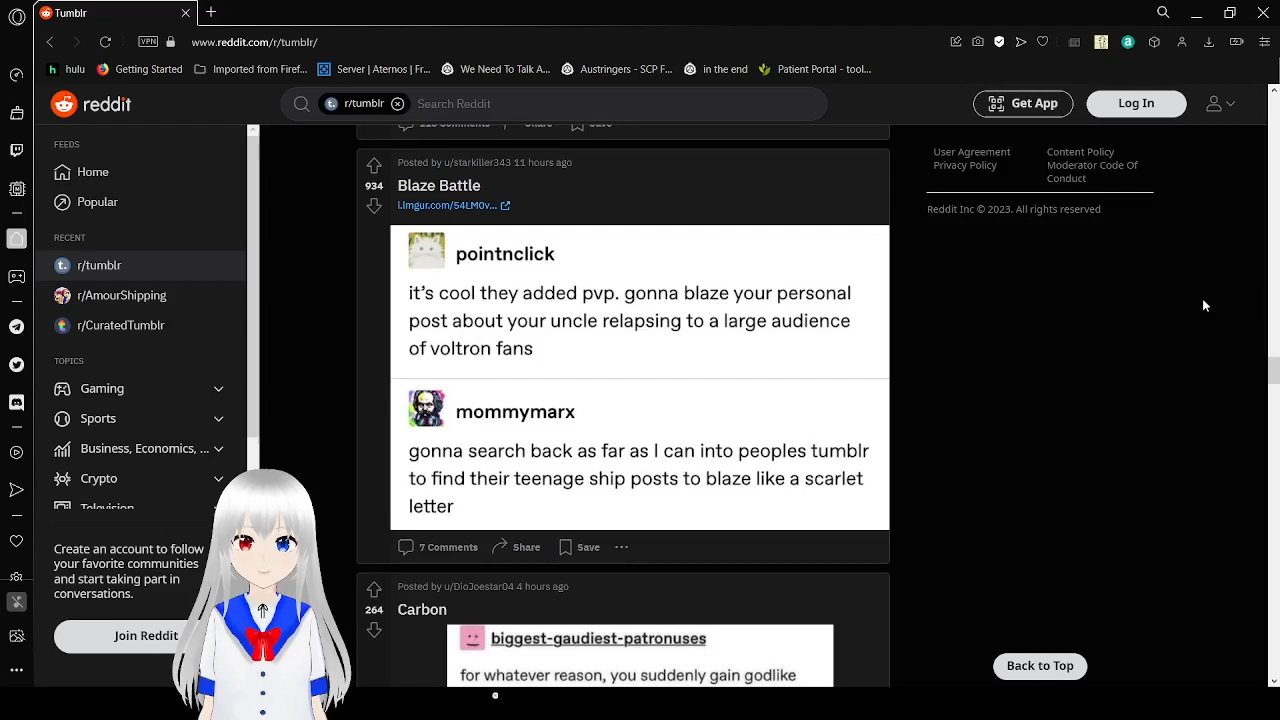 Tumblr
VPN
www.reddit.com/r/tumblr/
hulu
Getting Started
Imported from Firef...
Server | Aternos | Fr...
We Need To Talk A...
Austringers - SCP F...
in the end
Patient Portal - tool...
reddit
r/tumblr
Search Reddit
Get App
Log In
FEEDS
Home
Popular
RECENT
r/tumblr
r/AmourShipping
r/CuratedTumblr
TOPICS
Gaming
Sports
Business, Economics, ...
Crypto
Television
Create an account to follow
your favorite communities
and start taking part in
conversations.
Join Reddit
Comments
Share
Save
Posted by u/starkiller343 11 hours ago
934
Blaze Battle
pointnclick
it's cool they added pvp. gonna blaze your personal
post about your uncle relapsing to a large audience
of voltron fans
mommymarx
gonna search back as far as I can into peoples tumblr
to find their teenage ship posts to blaze like a scarlet
letter
7 Comments
Share
Save
Posted by u/DioJoestar04 4 hours ago
264
Carbon
biggest-gaudiest-patronuses
for whatever reason, you suddenly gain godlike
User Agreement
Privacy Policy
Content Policy
Moderator Code Of
Conduct
Reddit Inc © 2023. All rights reserved
Back to Top